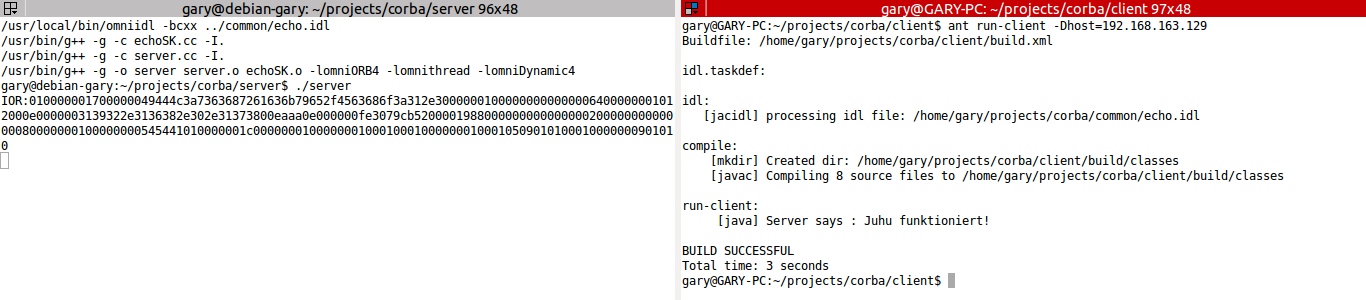 gary@debian-gary: ~/projects/corba/server 96x48
/usr/local/bin/omniidl -bcxx ../common/echo.idl
/usr/bin/g++ -g -c echoSK.cc -I.
/usr/bin/g++ -g -c server.cc -I.
/usr/bin/g++ -g -o server server.o echoSK.o -lomniORB4 -lomnithread -lomniDynamic4
gary@debian-gary:~/projects/corba/server$ ./server
IOR:010000001700000049444c3a7363687261636b79652f4563686f3a312e30000001000000000000006400000000101
2000e0000003139322e3136382e302e31373800eaaa0e000000fe3079cb5200001988000000000000000200000000000
000800000001000000005454410100000001c00000001000000010001000100000001000105090101000100000009010 1
0
gary@GARY-PC: ~/projects/corba/client 97x48
gary@GARY-PC:~/projects/corba/client$ ant run-client -Dhost=192.168.163.129
Buildfile: /home/gary/projects/corba/client/build.xml
idl.taskdef:
idl:
[jacidl] processing idl file: /home/gary/projects/corba/common/echo.idl
compile:
[mkdir] Created dir: /home/gary/projects/corba/client/build/classes
[javac] Compiling 8 source files to /home/gary/projects/corba/client/build/classes
run-client:
[java] Server says : Juhu funktioniert!
BUILD SUCCESSFUL
Total time: 3 seconds
gary@GARY-PC:~/projects/corba/client$